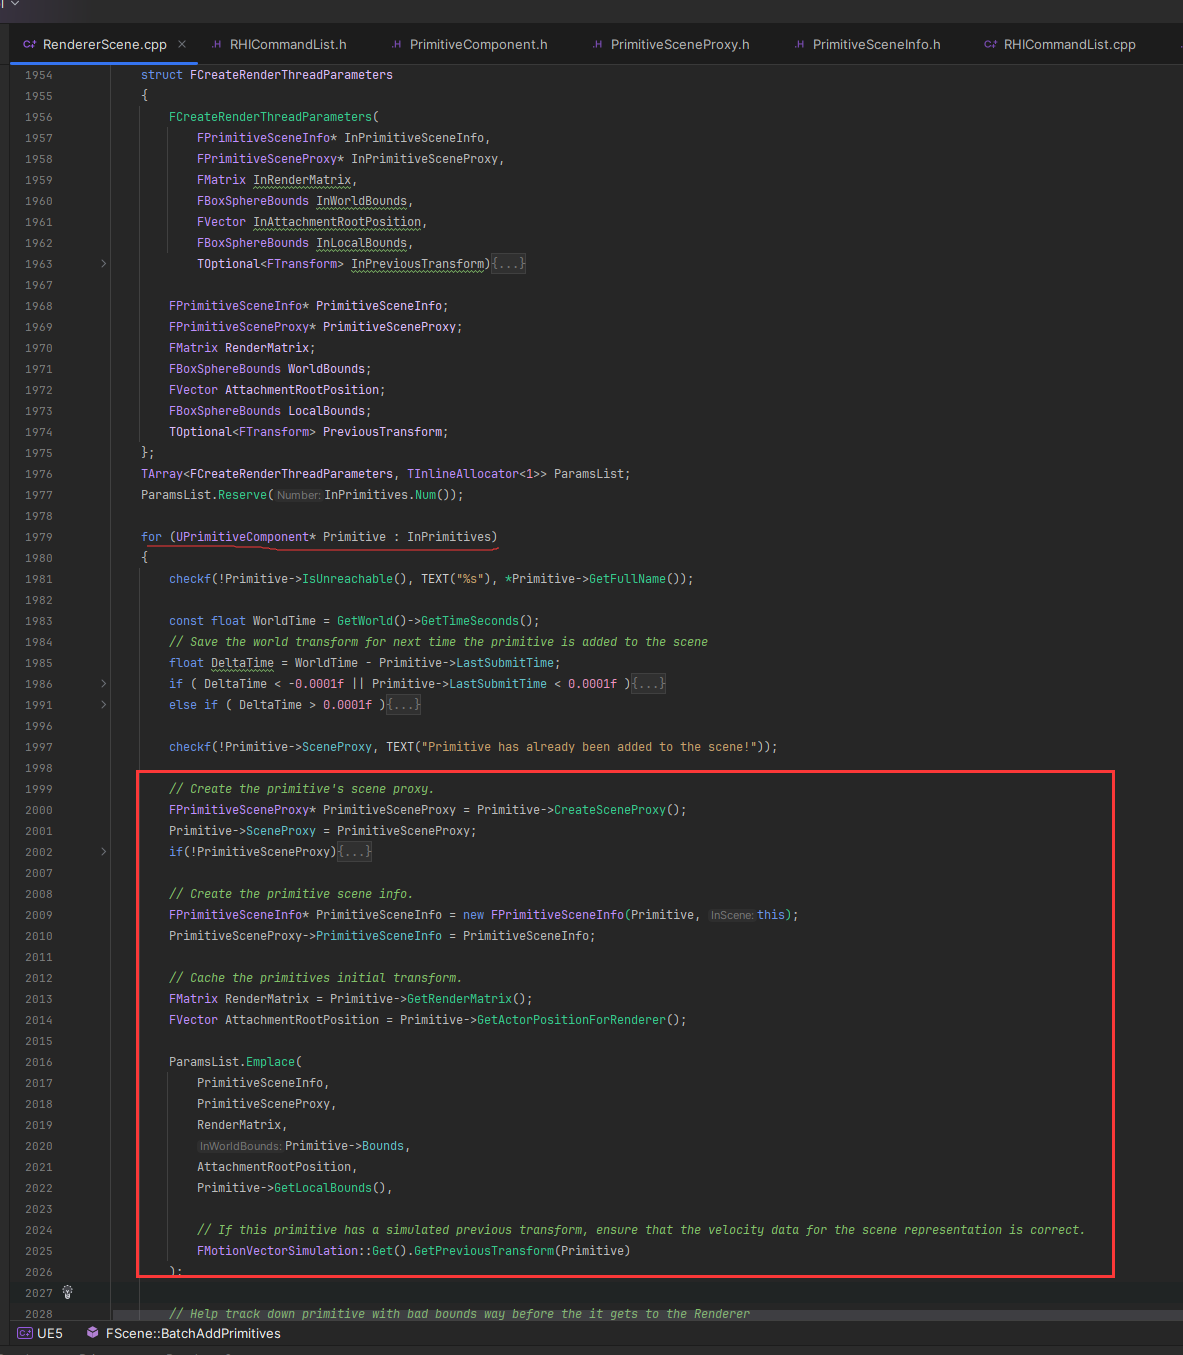 RendererScene.cpp × RHICommandList.h PrimitiveComponent.h PrimitiveSceneProxy.h PrimitiveSceneInfo.h RHICommandList.cpp
1954 struct FCreateRenderThreadParameters
1955 {
1956 FCreateRenderThreadParameters(
1957 FPrimitiveSceneInfo* InPrimitiveSceneInfo,
1958 FPrimitiveSceneProxy* InPrimitiveSceneProxy,
1959 FMatrix InRenderMatrix,
1960 FBoxSphereBounds InWorldBounds,
1961 FVector InAttachmentRootPosition,
1962 FBoxSphereBounds InLocalBounds,
1963 TOptional<FTransform> InPreviousTransform){...}
1967
1968 FPrimitiveSceneInfo* PrimitiveSceneInfo;
1969 FPrimitiveSceneProxy* PrimitiveSceneProxy;
1970 FMatrix RenderMatrix;
1971 FBoxSphereBounds WorldBounds;
1972 FVector AttachmentRootPosition;
1973 FBoxSphereBounds LocalBounds;
1974 TOptional<FTransform> PreviousTransform;
1975 };
1976 TArray<FCreateRenderThreadParameters, TInlineAllocator<1>> ParamsList;
1977 ParamsList.Reserve( Number: InPrimitives.Num());
1978
1979 for (UPrimitiveComponent* Primitive : InPrimitives)
1980 {
1981 checkf(!Primitive->IsUnreachable(), TEXT("%s"), *Primitive->GetFullName());
1982
1983 const float WorldTime = GetWorld()->GetTimeSeconds();
1984 // Save the world transform for next time the primitive is added to the scene
1985 float DeltaTime = WorldTime - Primitive->LastSubmitTime;
1986 if ( DeltaTime < -0.0001f || Primitive->LastSubmitTime < 0.0001f ){...}
1991 else if ( DeltaTime > 0.0001f ){...}
1996
1997 checkf(!Primitive->SceneProxy, TEXT("Primitive has already been added to the scene!"));
1998
1999 // Create the primitive's scene proxy.
2000 FPrimitiveSceneProxy* PrimitiveSceneProxy = Primitive->CreateSceneProxy();
2001 Primitive->SceneProxy = PrimitiveSceneProxy;
2002 if(!PrimitiveSceneProxy){...}
2007
2008 // Create the primitive scene info.
2009 FPrimitiveSceneInfo* PrimitiveSceneInfo = new FPrimitiveSceneInfo(Primitive, InScene: this);
2010 PrimitiveSceneProxy->PrimitiveSceneInfo = PrimitiveSceneInfo;
2011
2012 // Cache the primitives initial transform.
2013 FMatrix RenderMatrix = Primitive->GetRenderMatrix();
2014 FVector AttachmentRootPosition = Primitive->GetActorPositionForRenderer();
2015
2016 ParamsList.Emplace(
2017 PrimitiveSceneInfo,
2018 PrimitiveSceneProxy,
2019 RenderMatrix,
2020 InWorldBounds: Primitive->Bounds,
2021 AttachmentRootPosition,
2022 Primitive->GetLocalBounds(),
2023
2024 // If this primitive has a simulated previous transform, ensure that the velocity data for the scene representation is correct.
2025 FMotionVectorSimulation::Get().GetPreviousTransform(Primitive)
2026 );
2027
2028 // Help track down primitive with bad bounds way before the it gets to the Renderer
UE5 FScene::BatchAddPrimitives